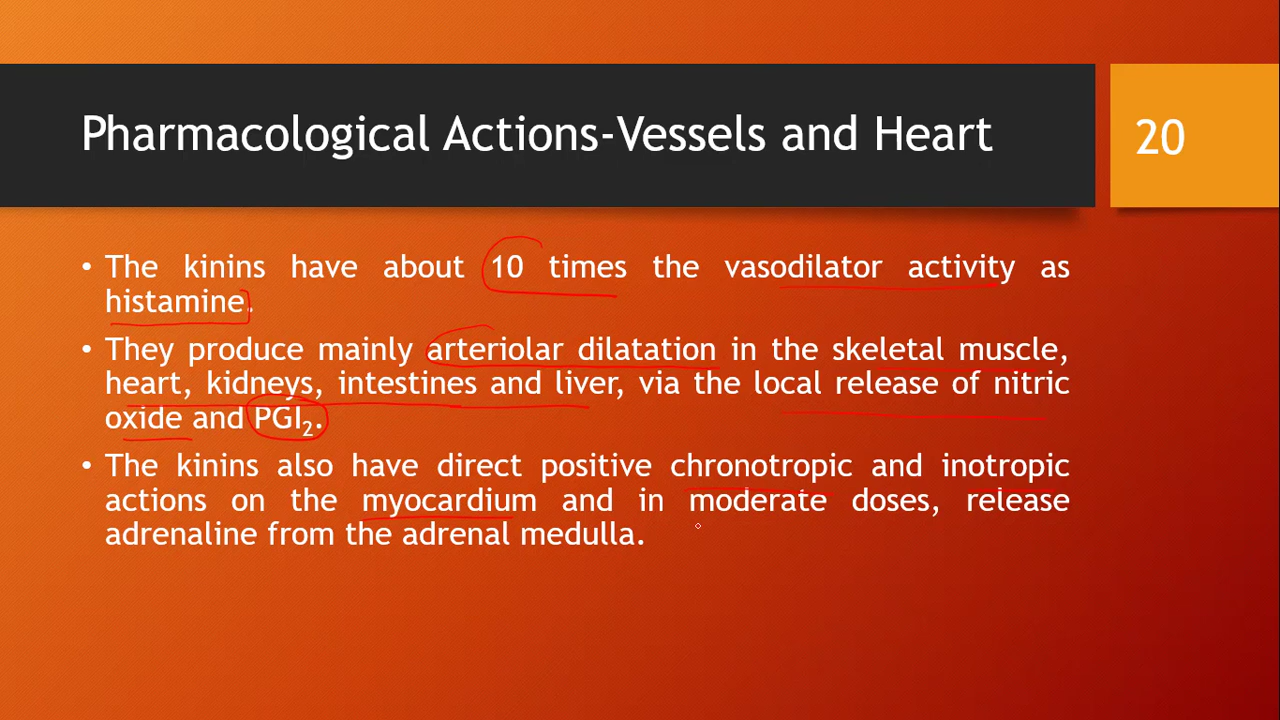 Pharmacological Actions-Vessels and Heart
20
• The kinins have about 10 times the vasodilator activity as
histamine.
• They produce mainly arteriolar dilatation in the skeletal muscle,
heart, kidneys, intestines and liver, via the local release of nitric
oxide and PGI₂.
• The kinins also have direct positive chronotropic and inotropic
actions on the myocardium and in moderate doses, release
adrenaline from the adrenal medulla.